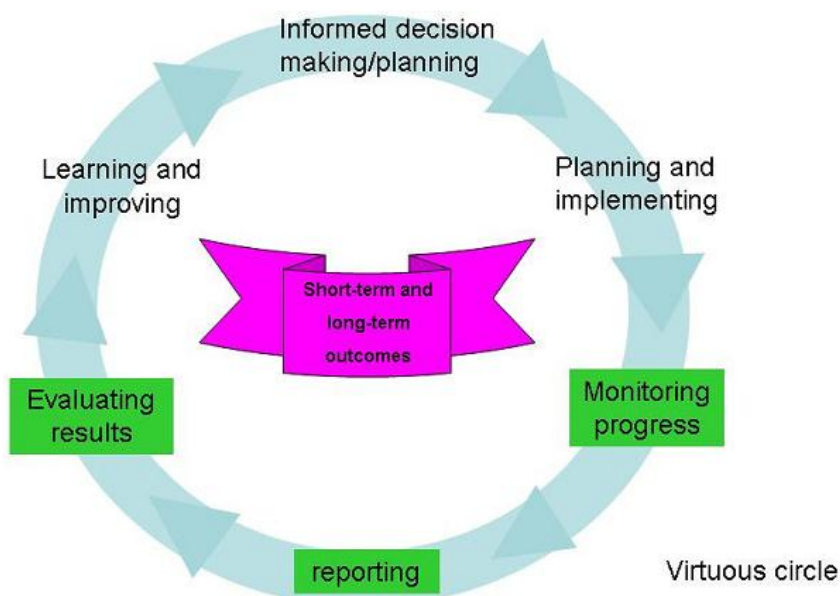 Informed decision
making/planning
Planning and
implementing
Monitoring
progress
reporting
Evaluating
results
Learning and
improving
Short-term and
long-term
outcomes
Virtuous circle